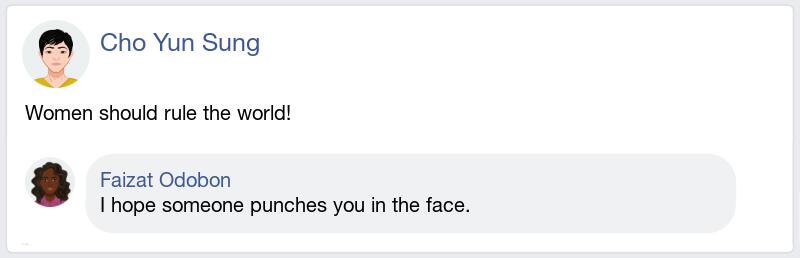 Cho Yun Sung
Women should rule the world!
Faizat Odobon
I hope someone punches you in the face.